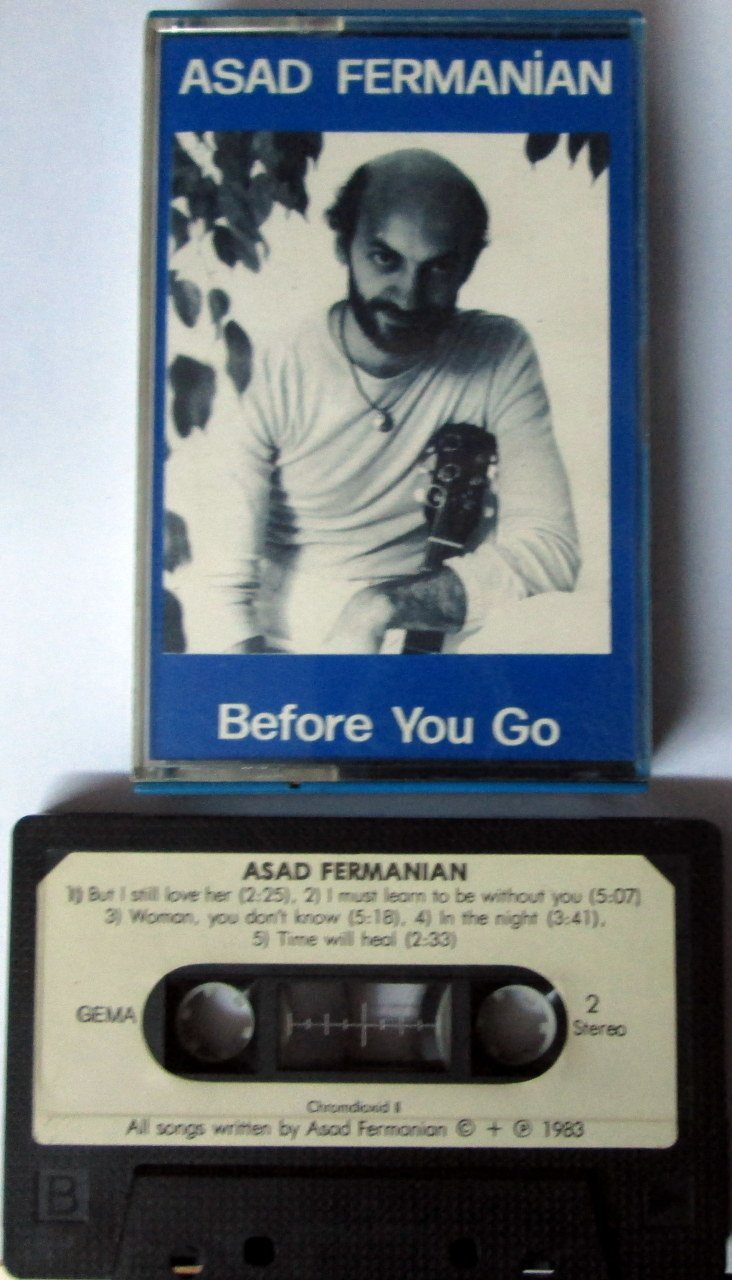 ASAD FERMANİAN
Before You Go
ASAD FERMANIAN
1) But I still love her (2:25), 2) I must learn to be without you (5:07)
3) Woman, you don't know (5:18), 4) In the night (3:41),
5) Time will heal (2:33)
GEMA
2
Stereo
Chromdioxid II
All songs written by Asad Fermanian © + ℗ 1983
B